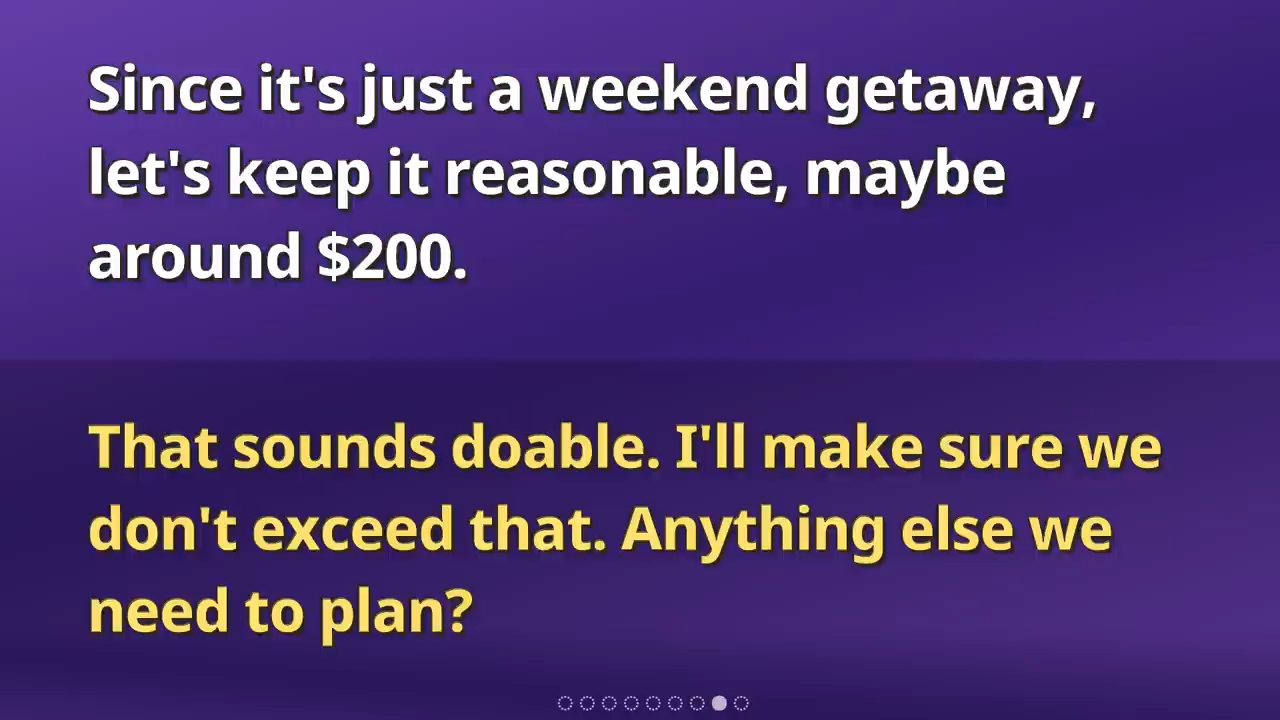 Since it's just a weekend getaway,
let's keep it reasonable, maybe
around $200.
That sounds doable. I'll make sure we
don't exceed that. Anything else we
need to plan?